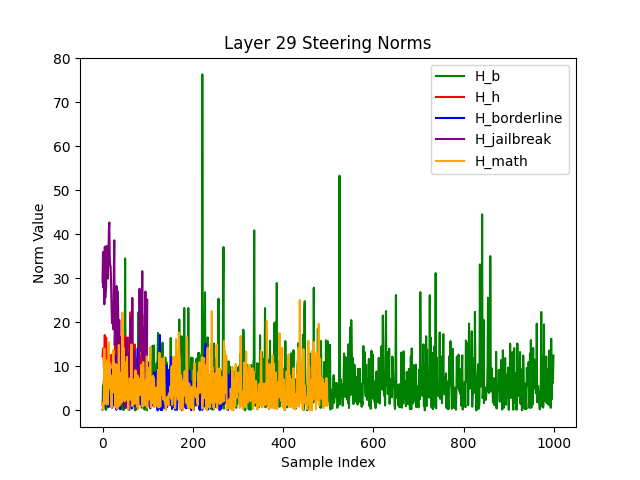 Layer 29 Steering Norms
80
70
60
50
40
30
20
10
0
Norm Value
H_b
H_h
H_borderline
H_jailbreak
H_math
0 200 400 600 800 1000
Sample Index